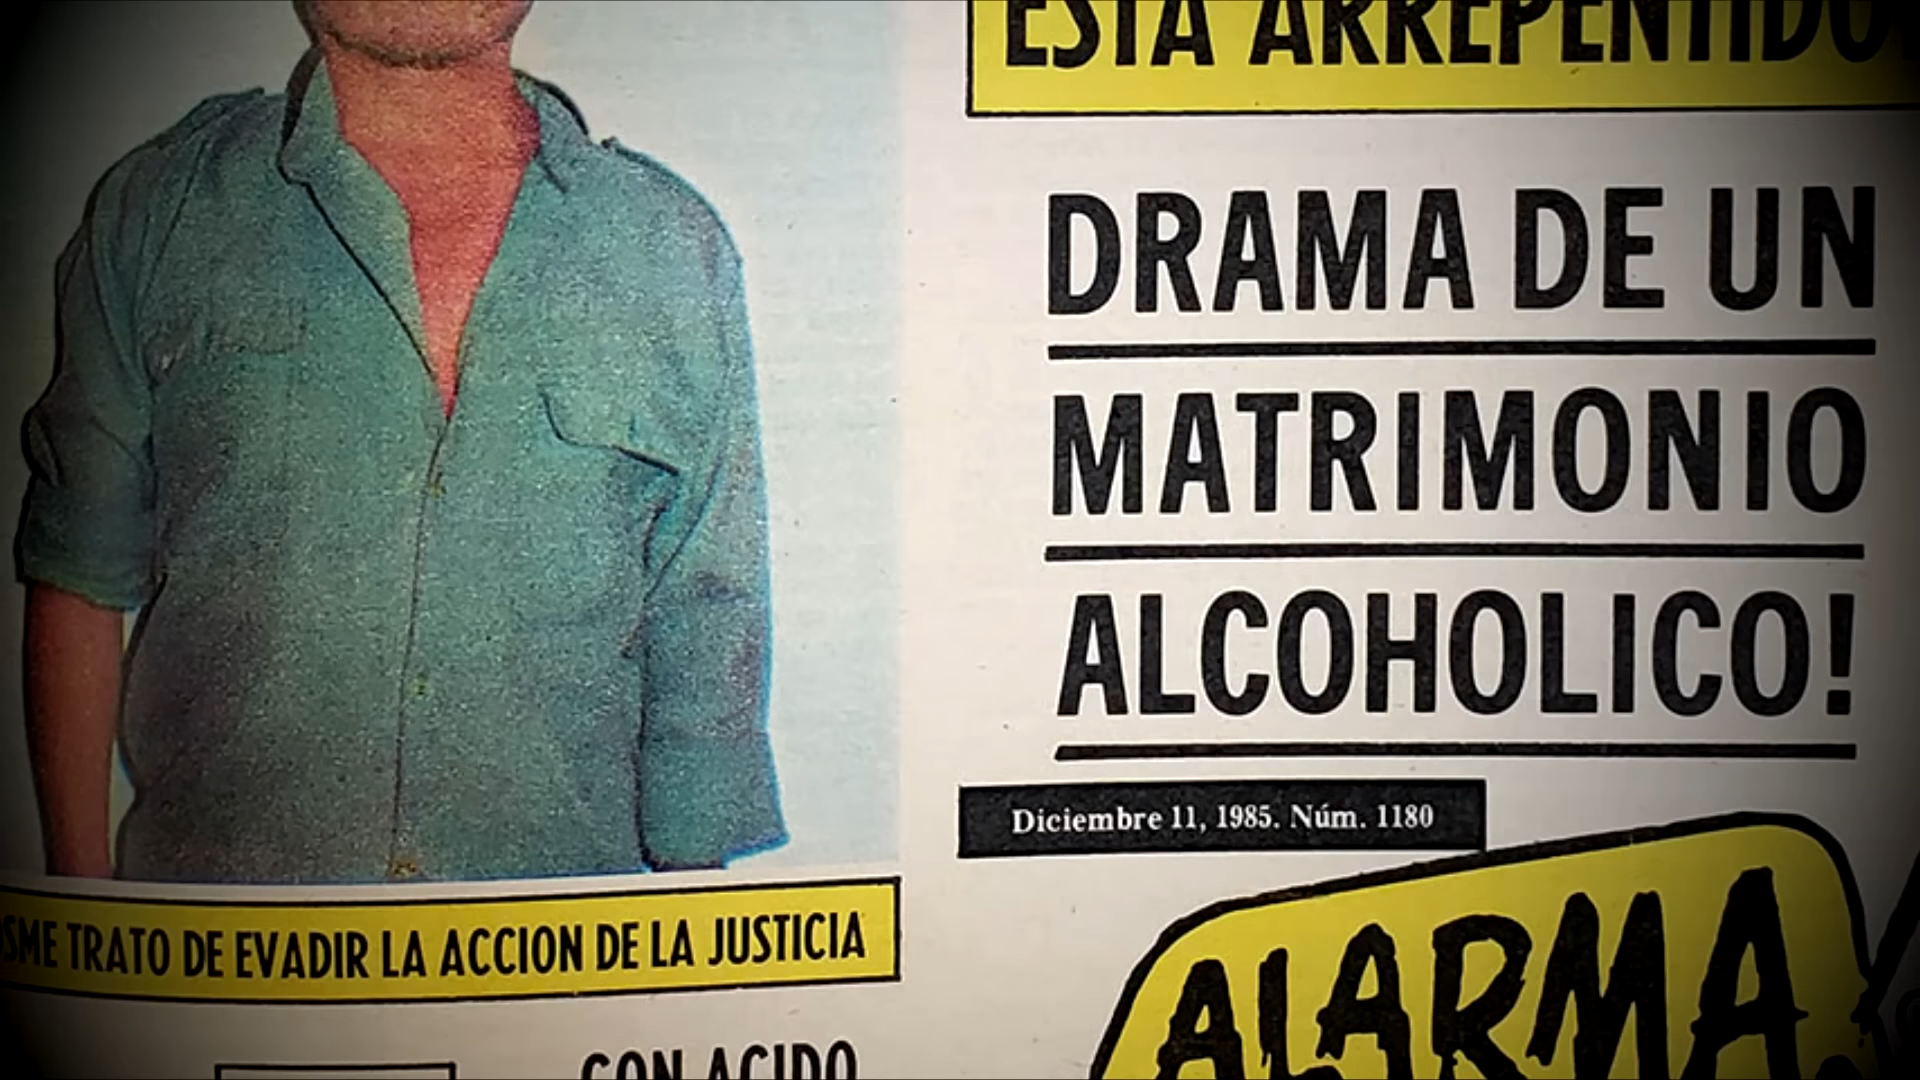 ESTA ARREPENTIDO
DRAMA DE UN
MATRIMONIO
ALCOHOLICO!
Diciembre 11, 1985. Núm. 1180
ALARMA!
TRATO DE EVADIR LA ACCION DE LA JUSTICIA
CON ACIDO